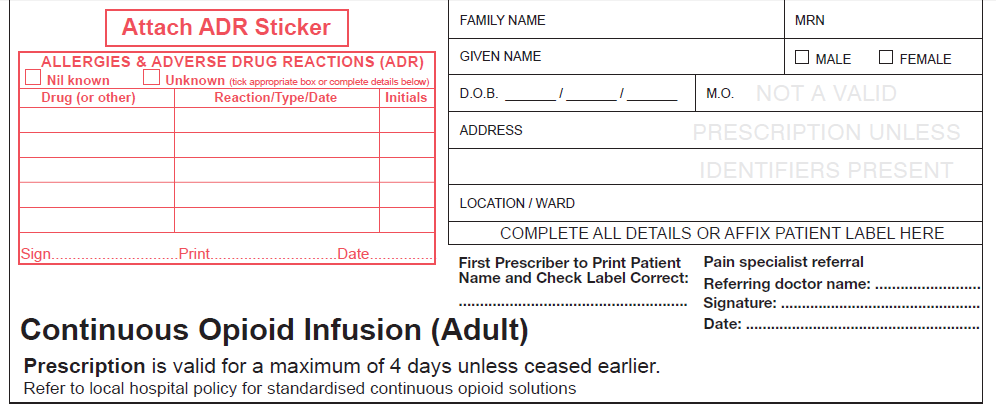 Attach ADR Sticker
ALLERGIES & ADVERSE DRUG REACTIONS (ADR)
Nil known Unknown (tick appropriate box or complete details below)
Drug (or other) Reaction/Type/Date Initials
Sign........................... Print................................. Date...............
FAMILY NAME MRN
GIVEN NAME MALE FEMALE
D.O.B. _______ / _______ / _______ M.O. NOT A VALID
ADDRESS PRESCRIPTION UNLESS
IDENTIFIERS PRESENT
LOCATION / WARD
COMPLETE ALL DETAILS OR AFFIX PATIENT LABEL HERE
First Prescriber to Print Patient
Name and Check Label Correct:
.......................................................
Pain specialist referral
Referring doctor name: .........................
Signature: ................................................
Date: ........................................................
Continuous Opioid Infusion (Adult)
Prescription is valid for a maximum of 4 days unless ceased earlier.
Refer to local hospital policy for standardised continuous opioid solutions